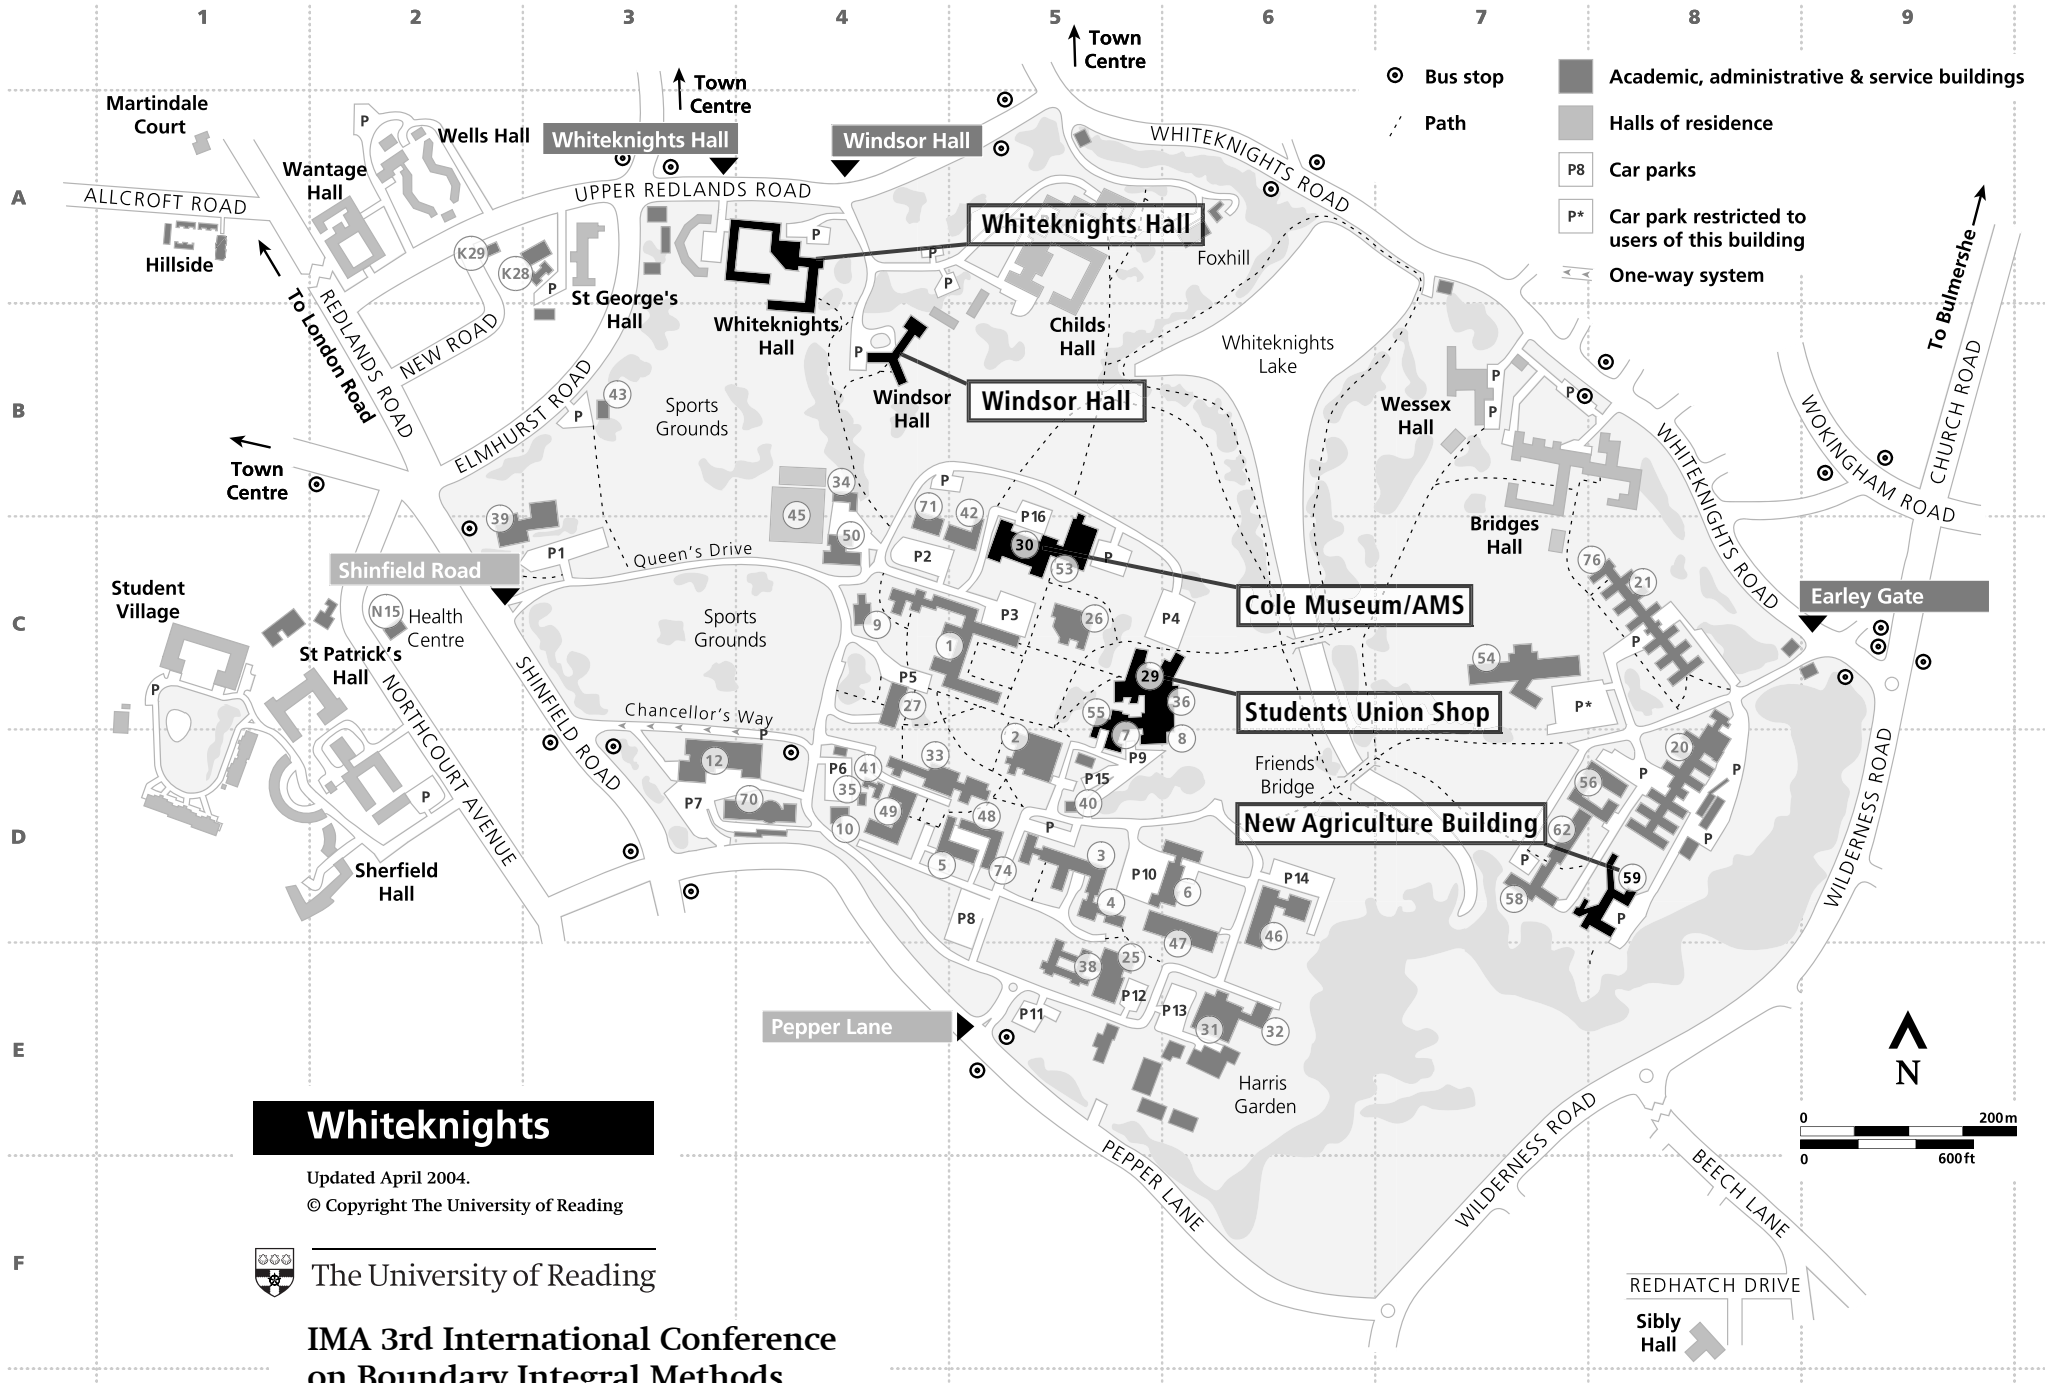 1 2 3 4 5 6 7 8 9
Town
Centre
Town
Centre
Bus stop
Path
Academic, administrative & service buildings
Halls of residence
P8 Car parks
P* Car park restricted to
users of this building
One-way system
A
B
C
D
E
F
Martindale
Court
P
Wells Hall
Whiteknights Hall
Windsor Hall
WHITEKNIGHTS ROAD
Wantage
Hall
ALLCROFT ROAD
UPPER REDLANDS ROAD
Hillside
K29
K28
P
P
P
P
Whiteknights Hall
Foxhill
To London Road
REDLANDS ROAD
NEW ROAD
St George's
Hall
Whiteknights
Hall
P
Windsor
Hall
Windsor Hall
Childs
Hall
Whiteknights
Lake
To Bulmershe
CHURCH ROAD
WOKINGHAM ROAD
WHITEKNIGHTS ROAD
P
P
P
Wessex
Hall
Bridges
Hall
ELMHURST ROAD
P
43
Sports
Grounds
Town
Centre
34
45
50
39
P1
Queen's Drive
71
42
P
P16
30
P
53
P2
Cole Museum/AMS
76
21
P
54
P*
Earley Gate
Shinfield Road
Student
Village
P
N15
Health
Centre
St Patrick's
Hall
Sports
Grounds
9
1
P3
26
P4
P5
27
29
36
55
7
8
Students Union Shop
NORTHCOURT AVENUE
SHINFIELD ROAD
Chancellor's Way
P
12
P7
70
P6
41
35
10
49
33
2
P9
P15
40
48
5
74
P
3
4
P10
6
P14
46
47
P8
Friends'
Bridge
New Agriculture Building
20
56
P
P
62
P
P
58
59
P
WILDERNESS ROAD
P
Sherfield
Hall
Pepper Lane
38
25
P12
P13
P11
31
32
Harris
Garden
N
0 200m
0 600ft
Whiteknights
Updated April 2004.
© Copyright The University of Reading
The University of Reading
PEPPER LANE
WILDERNESS ROAD
BEECH LANE
REDHATCH DRIVE
Sibly
Hall
IMA 3rd International Conference
on Boundary Integral Methods